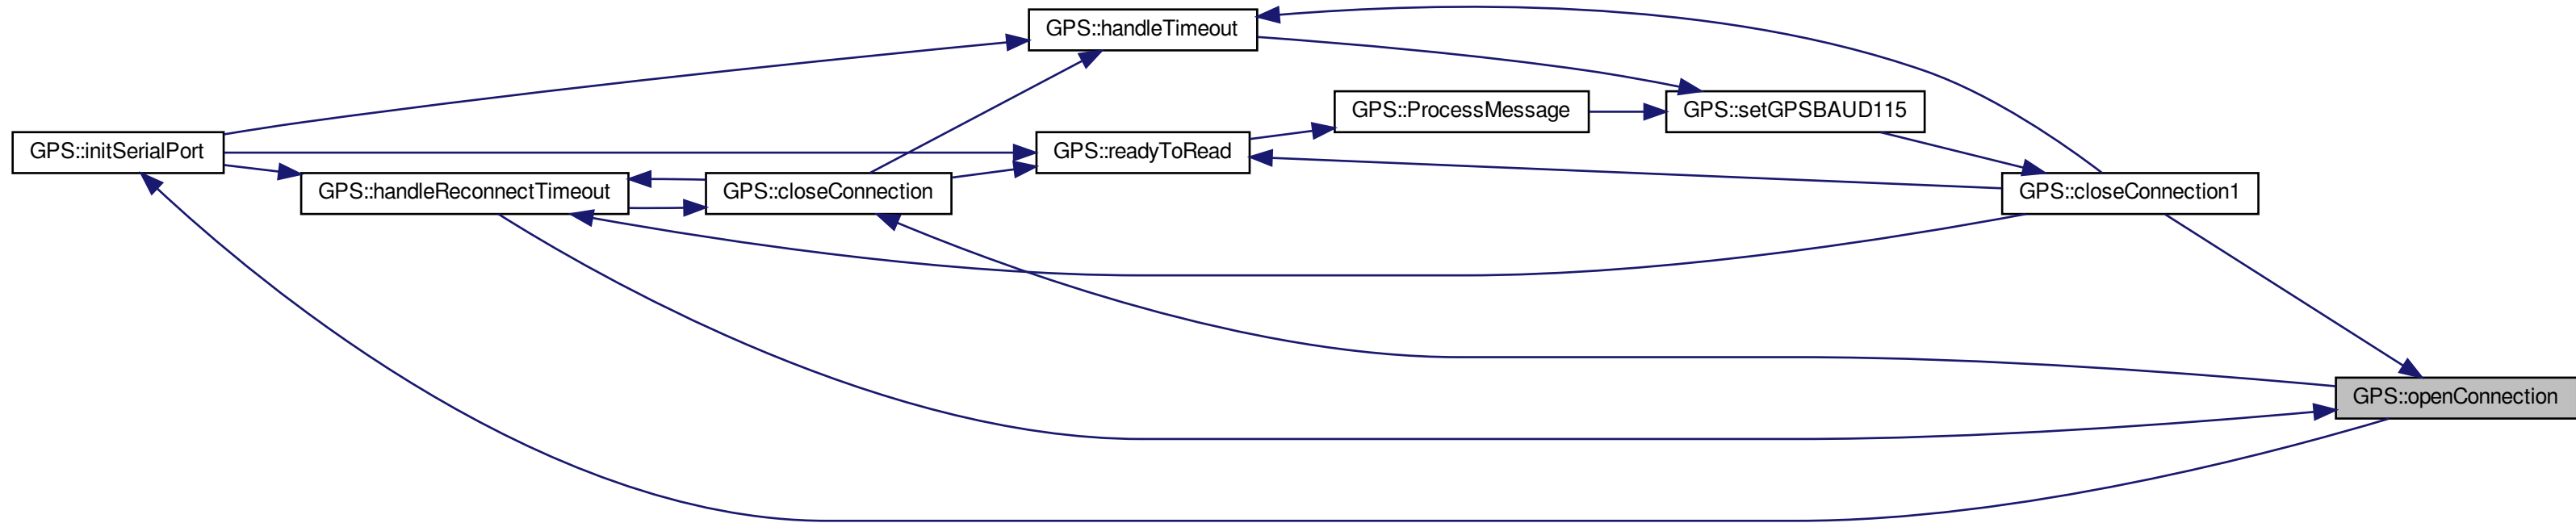 GPS::handleTimeout
GPS::ProcessMessage
GPS::setGPSBAUD115
GPS::initSerialPort
GPS::readyToRead
GPS::handleReconnectTimeout
GPS::closeConnection
GPS::closeConnection1
GPS::openConnection